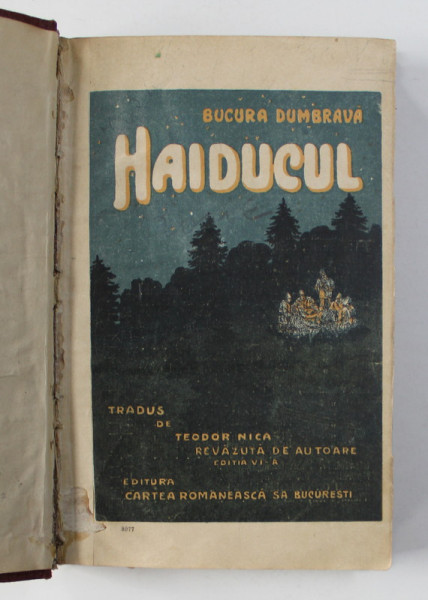 BUCURA DUMBRAVĂ
HAIDUCUL
TRADUS
DE
TEODOR NICA
REVĂZUTĂ DE AUTOARE
EDIȚIA VI-A
EDITURA
CARTEA ROMÂNEASCĂ SA BUCUREȘTI